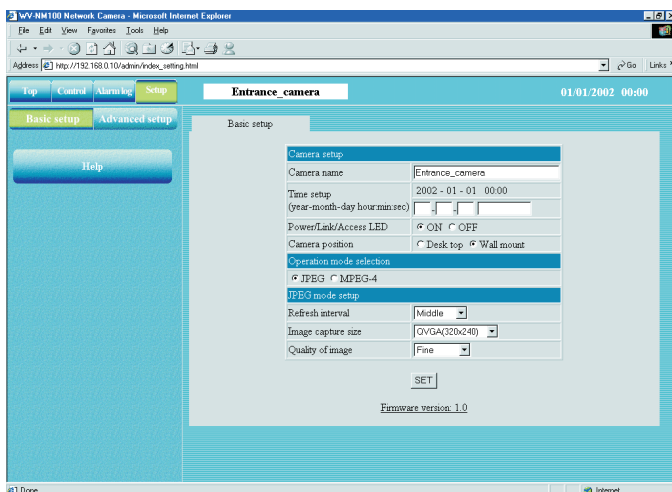 WV-NM100 Network Camera - Microsoft Internet Explorer
File Edit View Favorites Tools Help
Address http://192.168.0.10/admin/index_setting.html Go Links
Top Control Alarm log Setup Entrance_camera 01/01/2002 00:00
Basic setup Advanced setup
Help
Basic setup
Camera setup
Camera name Entrance_camera
Time setup 2002 - 01 - 01 00:00
(year-month-day hour:min:sec) - -
Power/Link/Access LED ON OFF
Camera position Desk top Wall mount
Operation mode selection
JPEG MPEG-4
JPEG mode setup
Refresh interval Middle
Image capture size QVGA(320x240)
Quality of image Fine
SET
Firmware version: 1.0
Done Internet